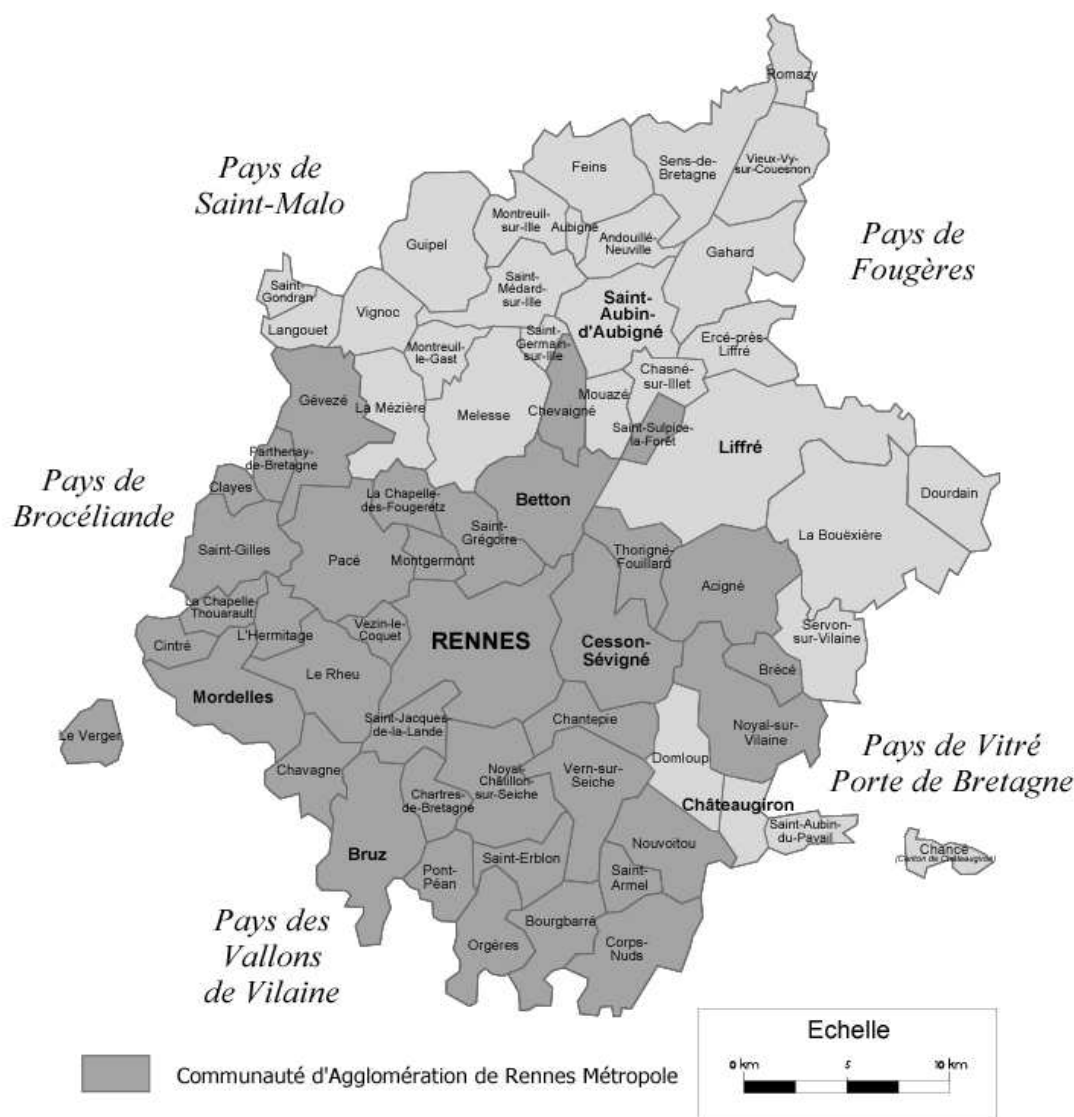 Romazy
Pays de
Saint-Malo
Feins
Sens-de-
Bretagne
Vieux-Vy-
sur-Couesnon
Guipel
Montreuil-
sur-Ille
Aubigné
Andouillé-
Neuville
Gahard
Pays de
Fougères
Saint-
Gondran
Langouet
Vignoc
Saint-
Médard-
sur-Ille
Saint-
Aubin-
d'Aubigné
Montreuil-
le-Gast
Saint-
Germain-
sur-Ille
Ercé-près-
Liffré
Chasné-
sur-Illet
Gévezé
La Mézière
Melesse
Chevaigné
Mouazé
Saint-Sulpice-
la-Forêt
Liffré
Parthenay-
de-Bretagne
Clayes
Pays de
Brocéliande
La Chapelle-
des-Fougeretz
Betton
Dourdain
La Bouëxière
Saint-Gilles
Pacé
Montgermont
Saint-
Grégoire
Thorigné-
Fouillard
Acigné
La Chapelle-
Thouarault
Cintré
L'Hermitage
Vezin-le-
Coquet
RENNES
Cesson-
Sévigné
Servon-
sur-Vilaine
Brécé
Mordelles
Le Rheu
Le Verger
Saint-Jacques-
de-la-Lande
Chantepie
Noyal-sur-
Vilaine
Domloup
Pays de Vitré
Porte de Bretagne
Chavagne
Chartres-
de-Bretagne
Noyal-
Châtillon-
sur-Seiche
Vern-sur-
Seiche
Châteaugiron
Saint-Aubin-
du-Pavail
Chancé
(Canton de Châteaugiron)
Bruz
Pont-
Péan
Saint-Erblon
Nouvoitou
Saint-
Armel
Orgères
Bourgbarré
Corps-
Nuds
Pays des
Vallons
de Vilaine
Communauté d'Agglomération de Rennes Métropole
Echelle
0 km 5 10 km